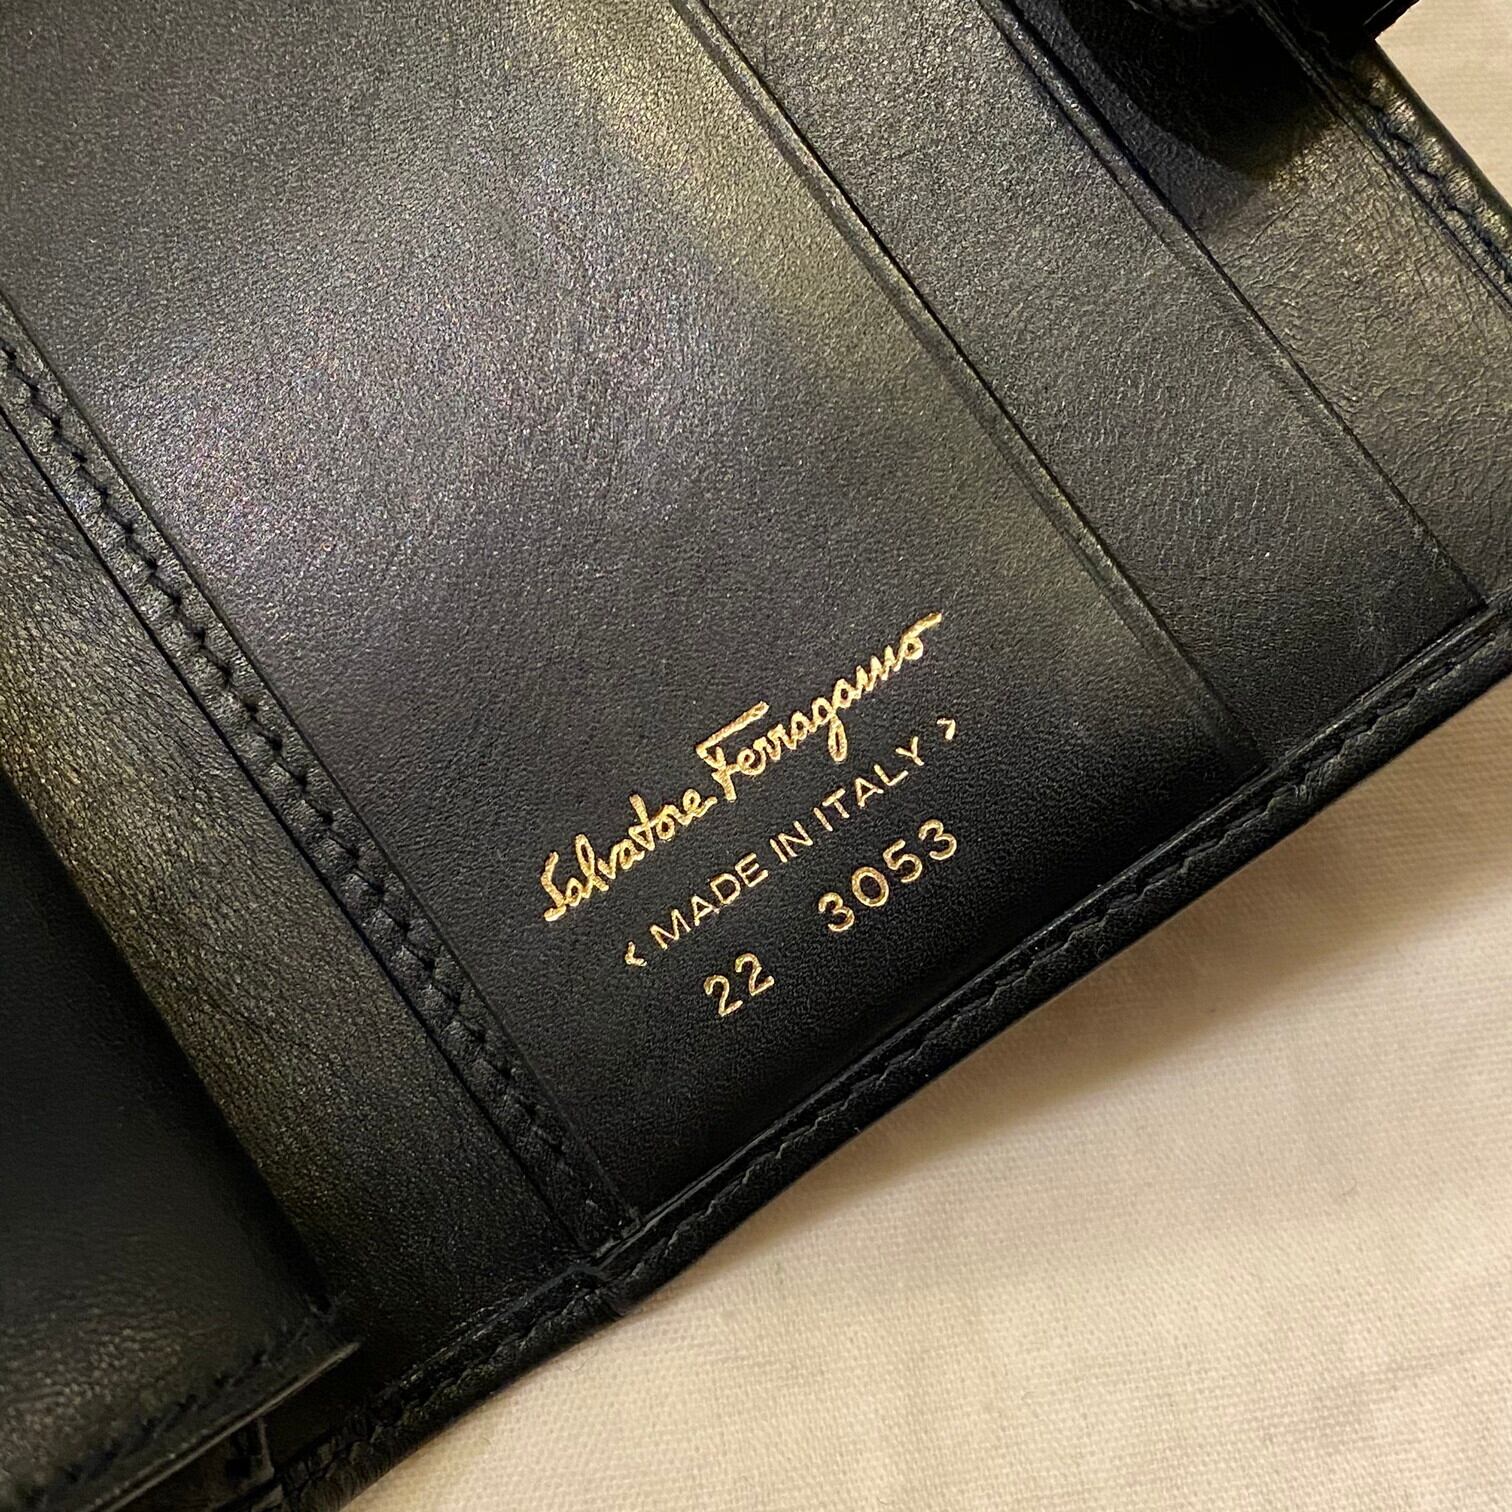 Salvatore Ferragamo
< MADE IN ITALY >
22 3053